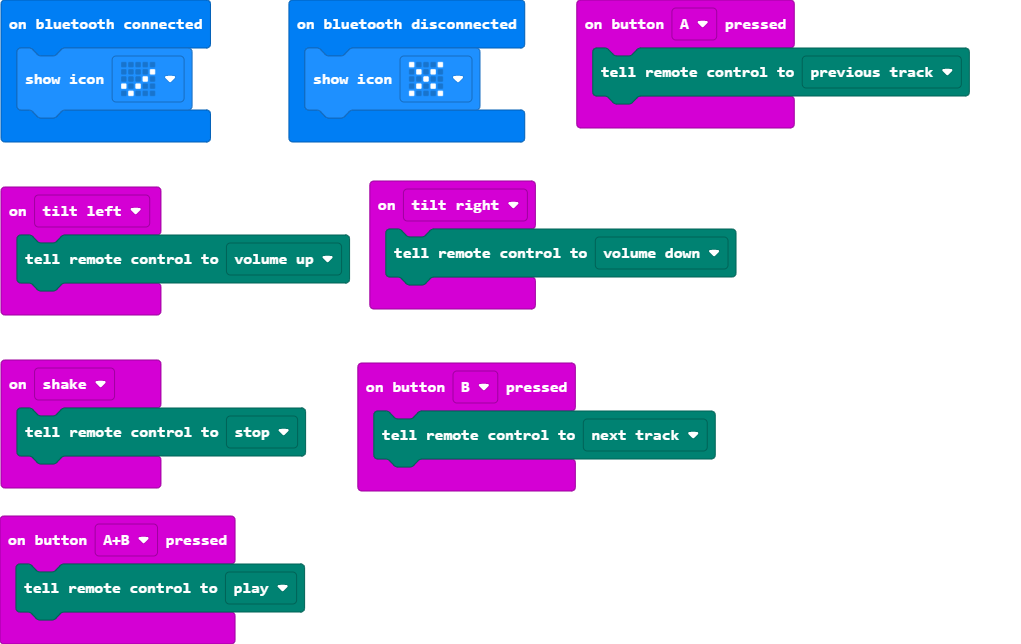 on bluetooth connected
show icon
on bluetooth disconnected
show icon
on button A pressed
tell remote control to previous track
on tilt left
tell remote control to volume up
on tilt right
tell remote control to volume down
on shake
tell remote control to stop
on button B pressed
tell remote control to next track
on button A+B pressed
tell remote control to play